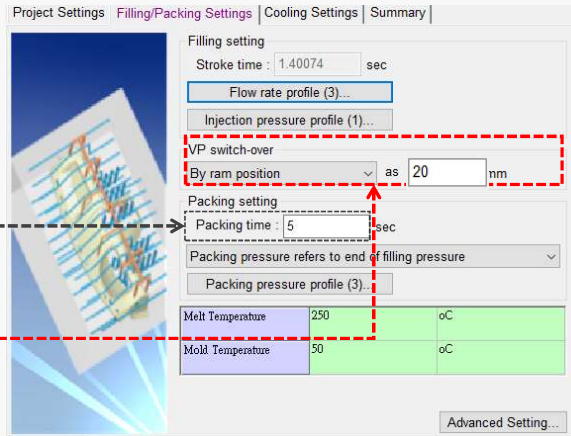 Project Settings Filling/Packing Settings Cooling Settings Summary
Filling setting
Stroke time : 1.40074 sec
Flow rate profile (3)...
Injection pressure profile (1)...
VP switch-over
By ram position as 20 mm
Packing setting
Packing time : 5 sec
Packing pressure refers to end of filling pressure
Packing pressure profile (3)...
Melt Temperature 250 oC
Mold Temperature 50 oC
Advanced Setting...